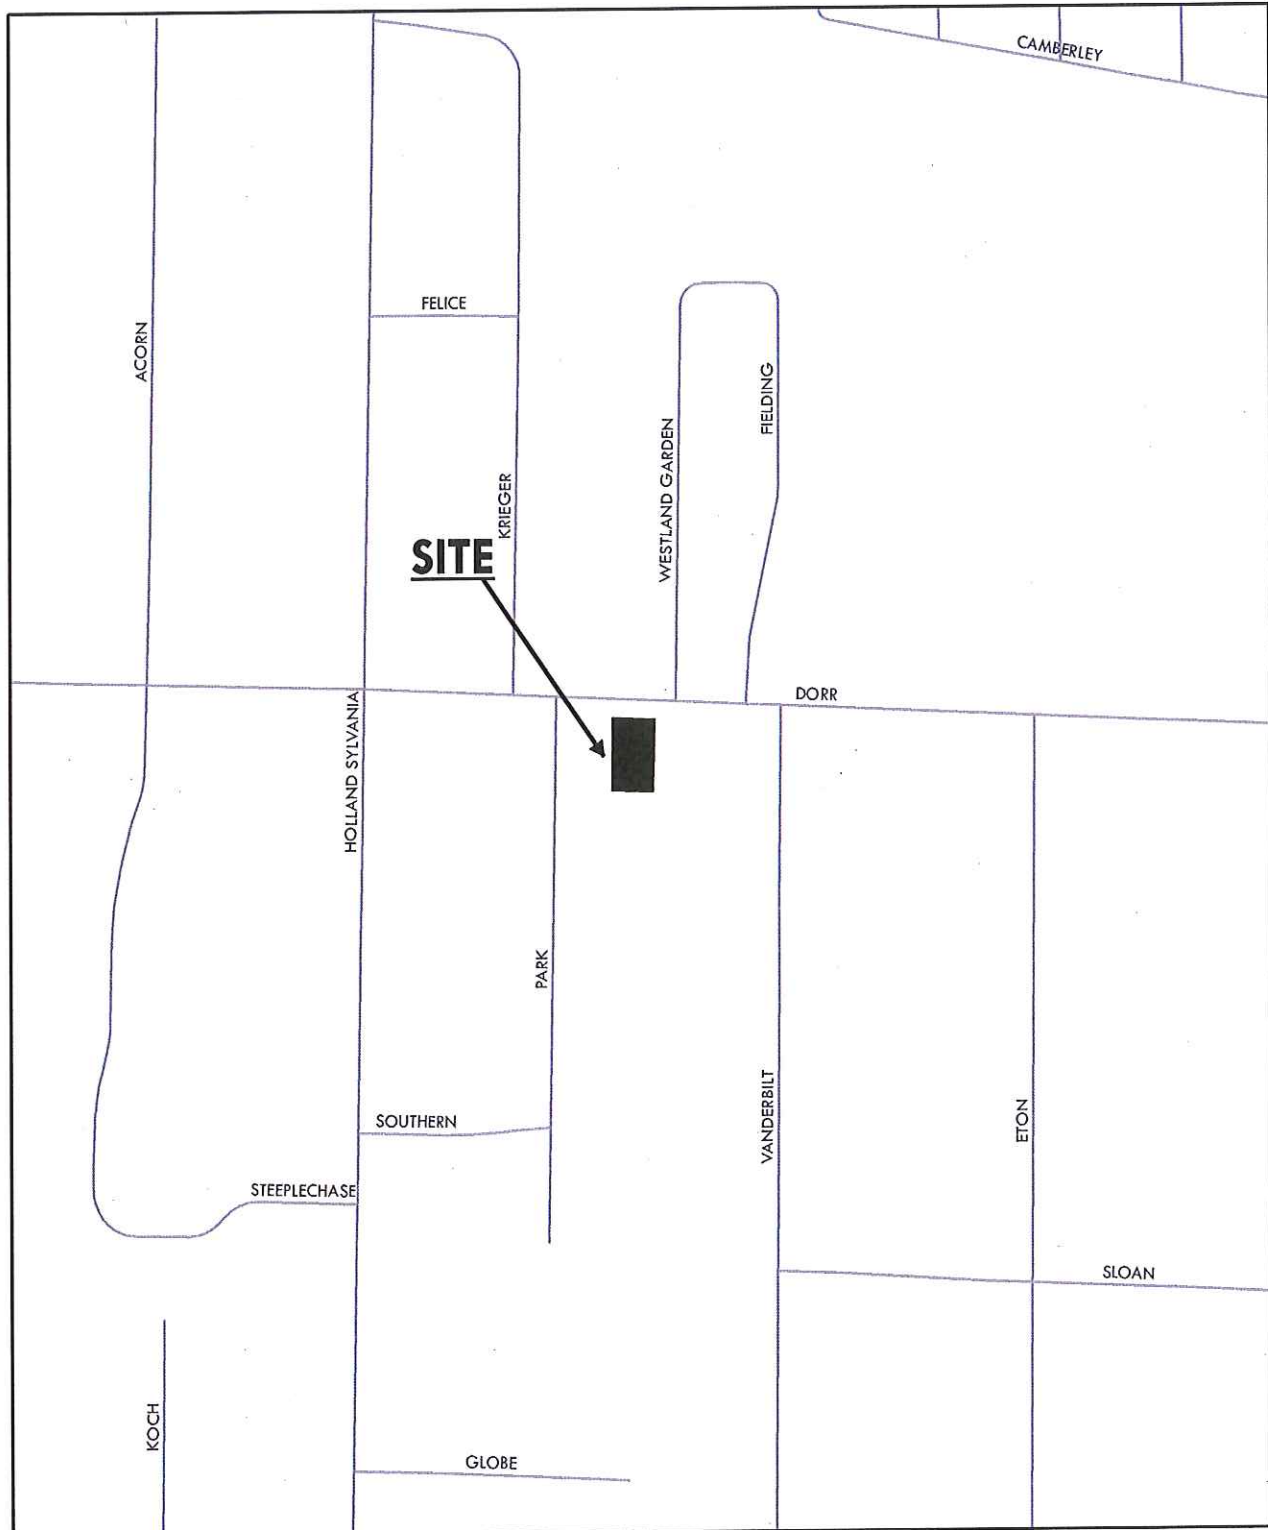 CAMBERLEY
FELICE
ACORN
FIELDING
WESTLAND GARDEN
KRIEGER
SITE
DORR
HOLLAND SYLVANIA
PARK
VANDERBILT
ETON
SOUTHERN
STEEPLECHASE
SLOAN
KOCH
GLOBE